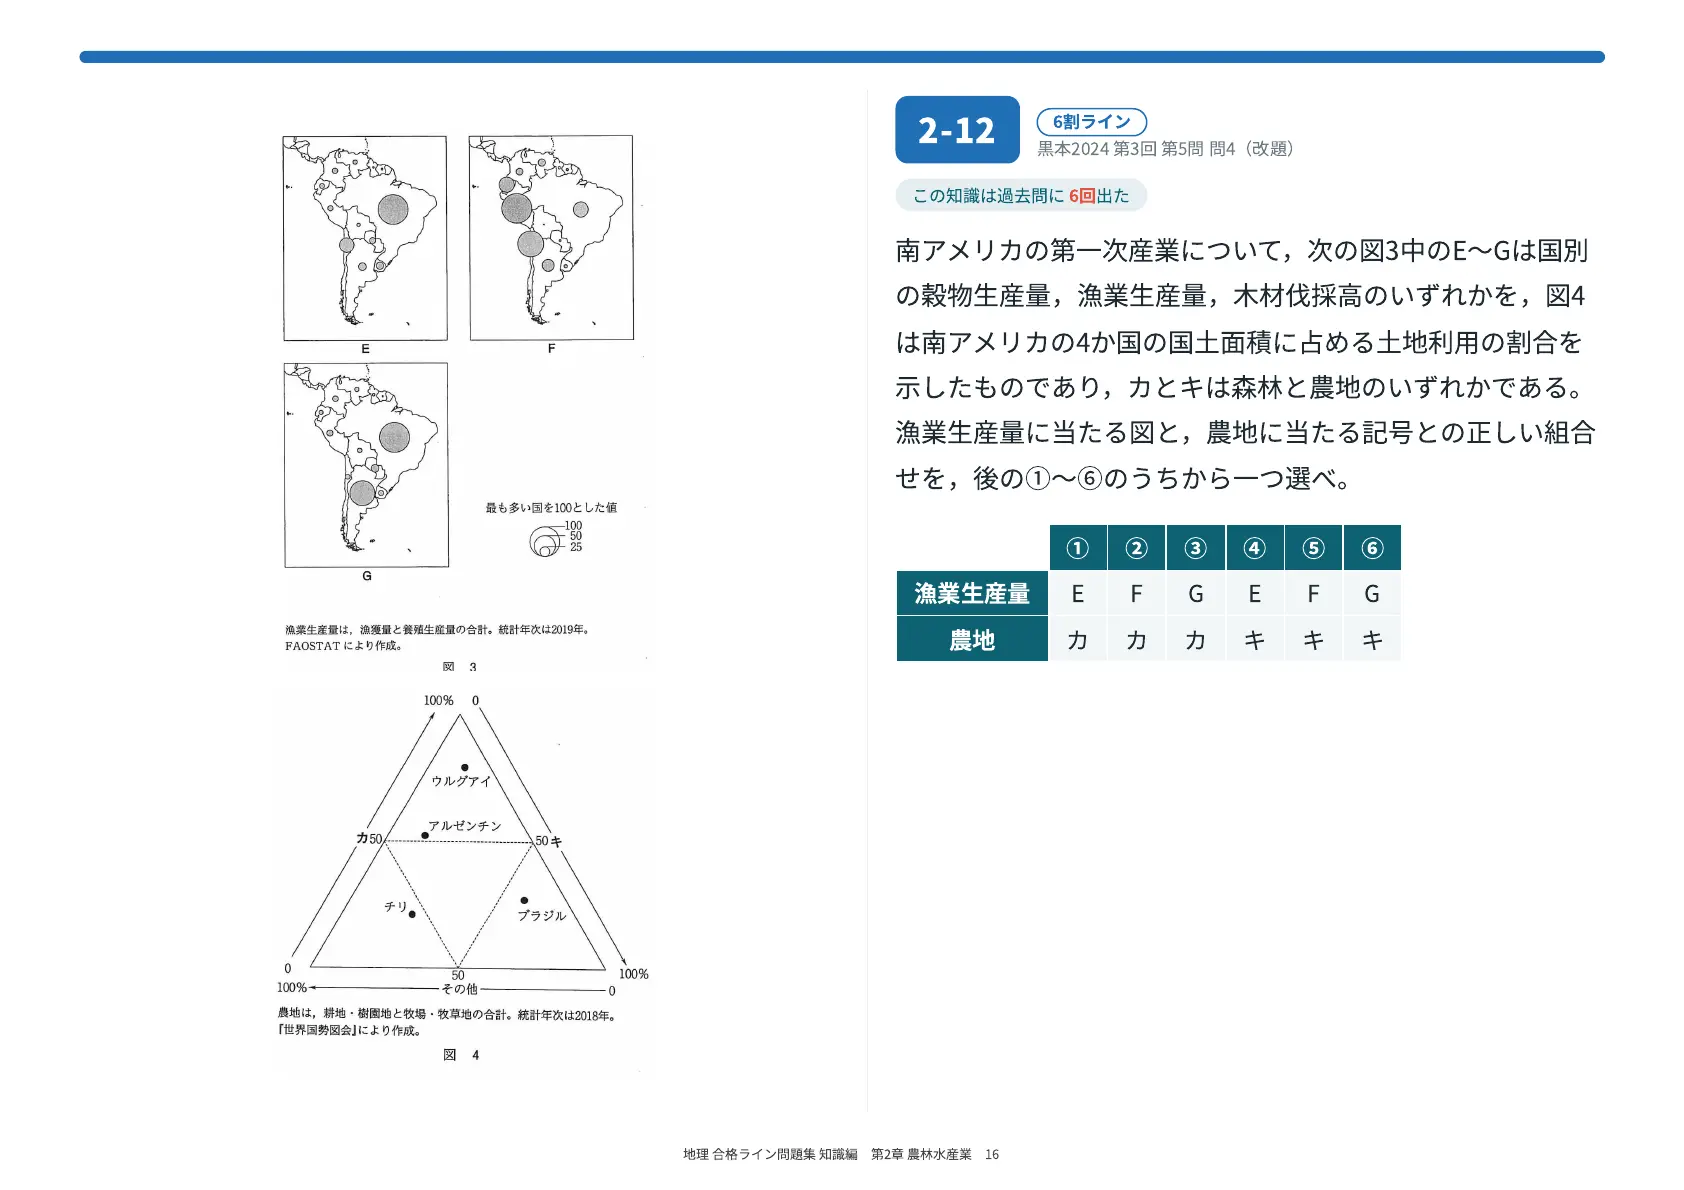 E
F
G
最も多い国を100とした値
100
50
25
漁業生産量は，漁獲量と養殖生産量の合計。統計年次は2019年。
FAOSTATにより作成。
図 3
100% 0
ウルグアイ
アルゼンチン
カ50
50キ
チリ
ブラジル
0
50
100%
100%
その他
0
農地は，耕地・樹園地と牧場・牧草地の合計。統計年次は2018年。
『世界国勢図会』により作成。
図 4
2-12
6割ライン
黒本2024 第3回 第5問 問4（改題）
この知識は過去問に 6回出た
南アメリカの第一次産業について，次の図3中のE～Gは国別
の穀物生産量，漁業生産量，木材伐採高のいずれかを，図4
は南アメリカの4か国の国土面積に占める土地利用の割合を
示したものであり，カとキは森林と農地のいずれかである。
漁業生産量に当たる図と，農地に当たる記号との正しい組合
せを，後の①～⑥のうちから一つ選べ。
① ② ③ ④ ⑤ ⑥
漁業生産量 E F G E F G
農地 カ カ カ キ キ キ
地理 合格ライン問題集 知識編 第2章 農林水産業 16